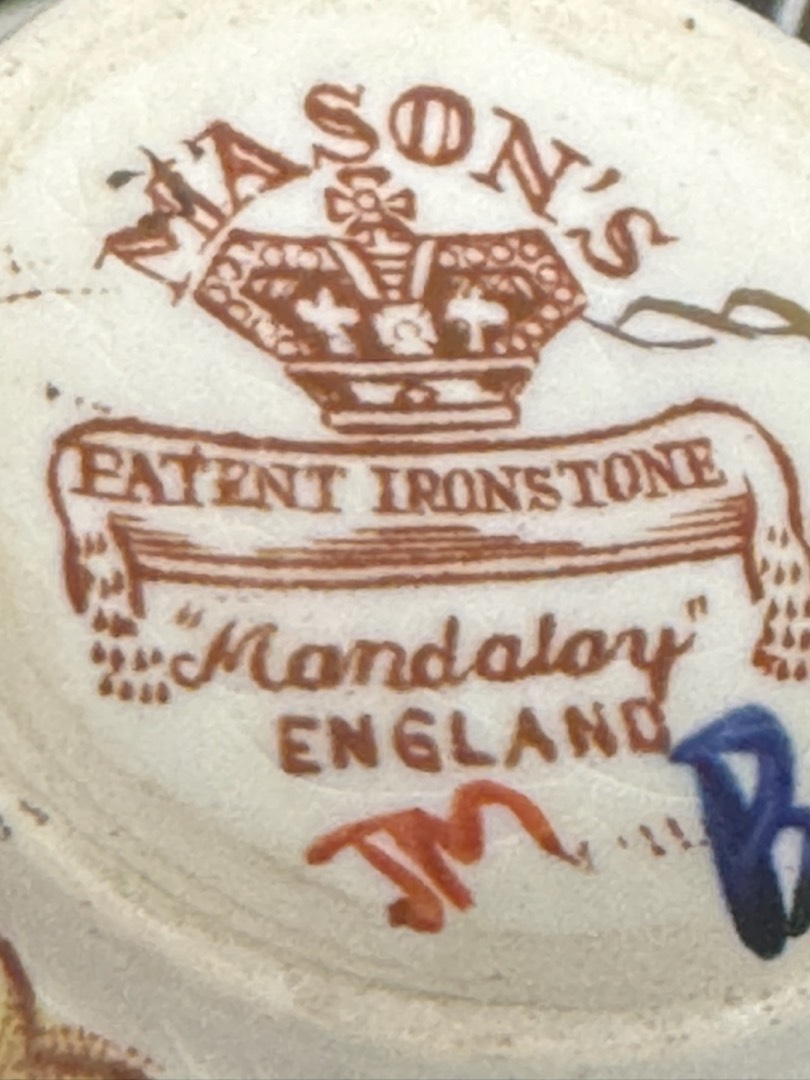 MASON'S
PATENT IRONSTONE
"Mandalay"
ENGLAND